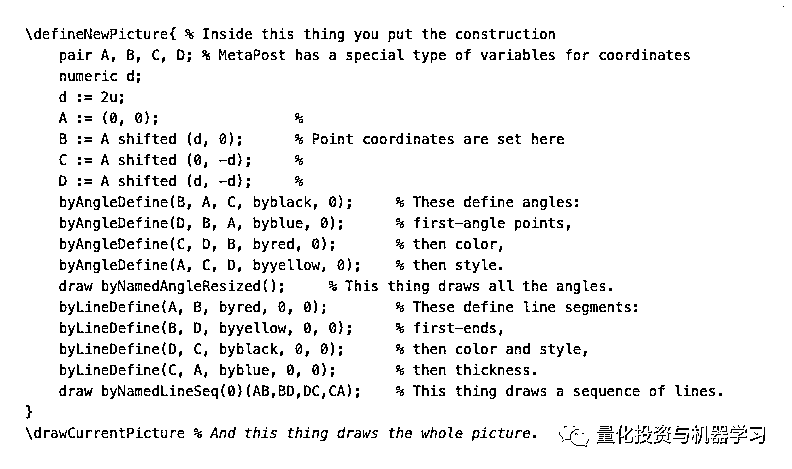 \defineNewPicture{ % Inside this thing you put the construction
    pair A, B, C, D; % MetaPost has a special type of variables for coordinates
    numeric d;
    d := 2u;
    A := (0, 0);                %
    B := A shifted (d, 0);      % Point coordinates are set here
    C := A shifted (0, -d);     %
    D := A shifted (d, -d);     %
    byAngleDefine(B, A, C, byblack, 0);     % These define angles:
    byAngleDefine(D, B, A, byblue, 0);      % first-angle points,
    byAngleDefine(C, D, B, byred, 0);       % then color,
    byAngleDefine(A, C, D, byyellow, 0);    % then style.
    draw byNamedAngleResized();     % This thing draws all the angles.
    byLineDefine(A, B, byred, 0, 0);        % These define line segments:
    byLineDefine(B, D, byyellow, 0, 0);     % first-ends,
    byLineDefine(D, C, byblack, 0, 0);      % then color and style,
    byLineDefine(C, A, byblue, 0, 0);       % then thickness.
    draw byNamedLineSeq(0)(AB,BD,DC,CA);    % This thing draws a sequence of lines.
}
\drawCurrentPicture % And this thing draws the whole picture.
量化投资与机器学习